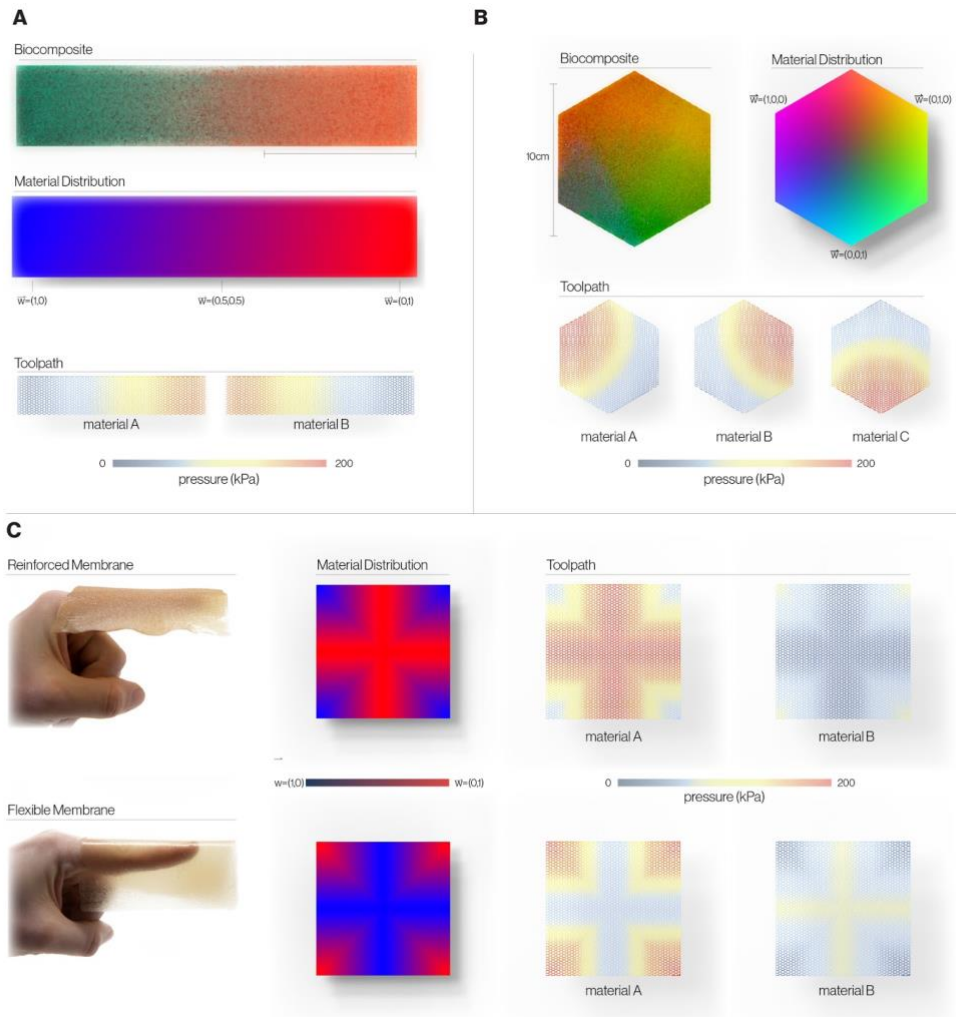 A
Biocomposite
Material Distribution
w=(1,0)
w=(0.5,0.5)
w=(0,1)
Toolpath
material A
material B
0
200
pressure (kPa)
B
Biocomposite
10cm
Material Distribution
w=(1,0,0)
w=(0,1,0)
w=(0,0,1)
Toolpath
material A
material B
material C
0
200
pressure (kPa)
C
Reinforced Membrane
Material Distribution
Toolpath
material A
material B
w=(1,0)
w=(0,1)
0
200
pressure (kPa)
Flexible Membrane
material A
material B